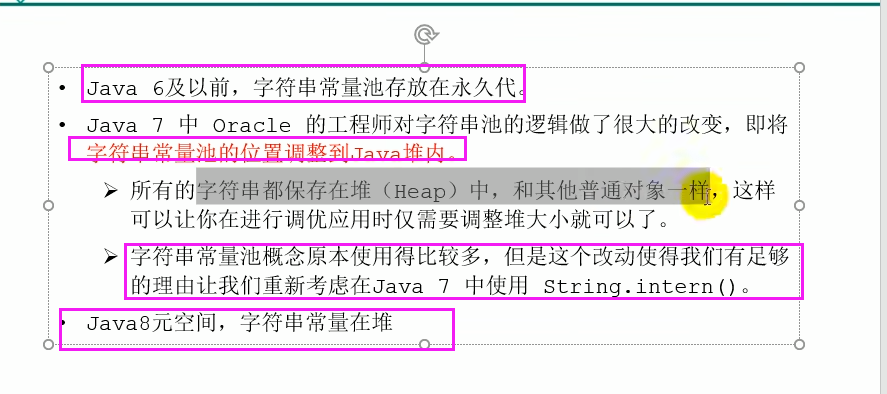 • Java 6及以前，字符串常量池存放在永久代。
• Java 7 中 Oracle 的工程师对字符串池的逻辑做了很大的改变，即将
字符串常量池的位置调整到Java堆内。
➢ 所有的字符串都保存在堆（Heap）中，和其他普通对象一样，这样
可以让你在进行调优应用时仅需要调整堆大小就可以了。
➢ 字符串常量池概念原本使用得比较多，但是这个改动使得我们有足够
的理由让我们重新考虑在Java 7 中使用 String.intern()。
• Java8元空间，字符串常量在堆